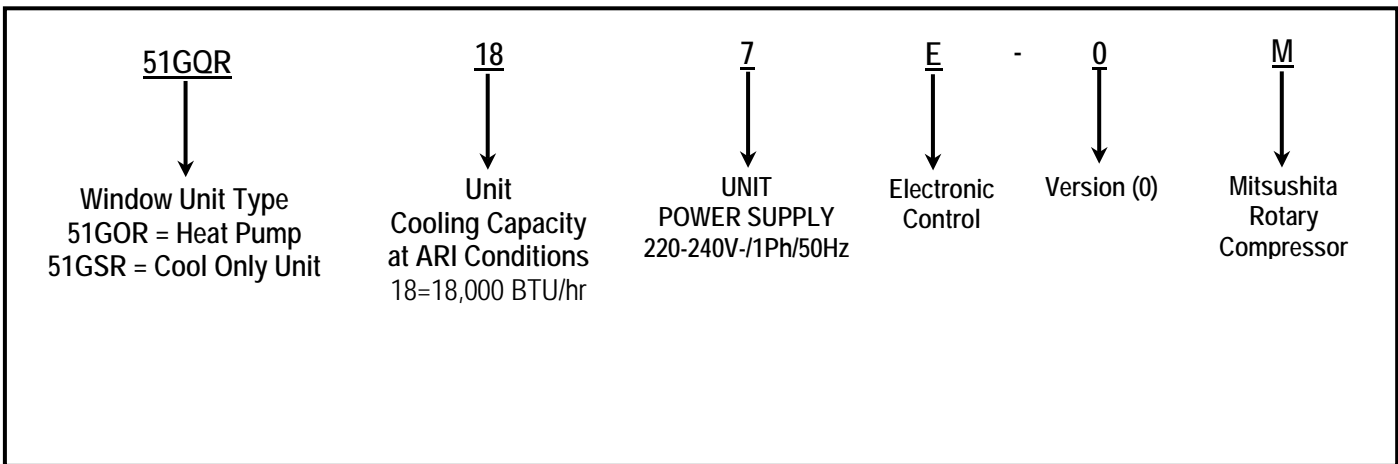 51GQR 18 7 E - 0 M
Window Unit Type
51GOR = Heat Pump
51GSR = Cool Only Unit
Unit
Cooling Capacity
at ARI Conditions
18=18,000 BTU/hr
UNIT
POWER SUPPLY
220-240V-/1Ph/50Hz
Electronic
Control
Version (0)
Mitsushita
Rotary
Compressor